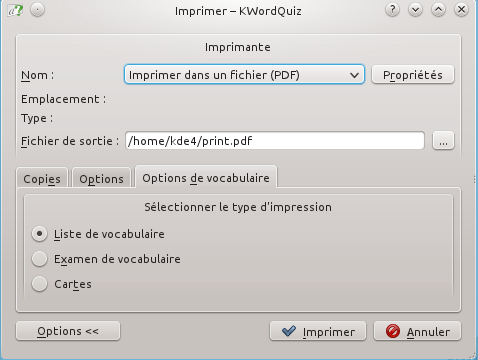 Imprimer – KWordQuiz
Imprimante
Nom :
Imprimer dans un fichier (PDF)
Propriétés
Emplacement :
Type :
Fichier de sortie :
/home/kde4/print.pdf
...
Copies
Options
Options de vocabulaire
Sélectionner le type d'impression
Liste de vocabulaire
Examen de vocabulaire
Cartes
Options <<
Imprimer
Annuler